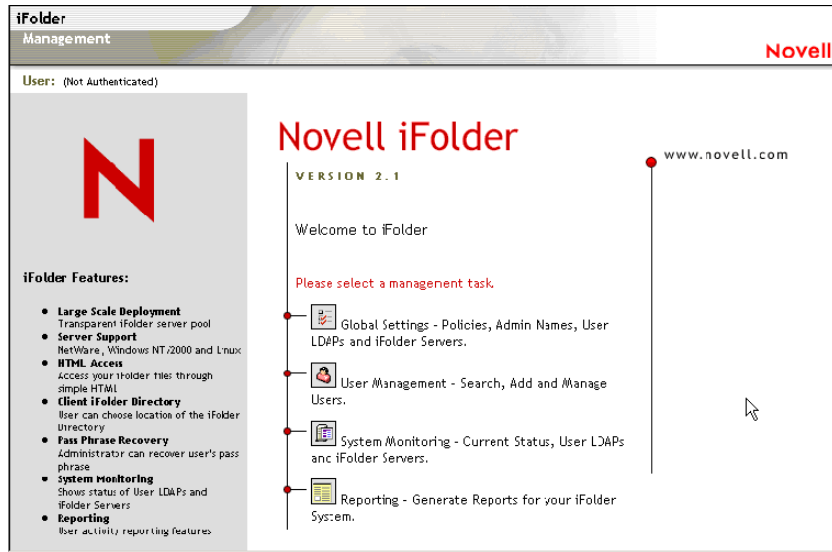 iFolder
Management
Novell
User: (Not Authenticated)
N
iFolder Features:
Large Scale Deployment
Transparent iFolder server pool
Server Support
NetWare, Windows NT/2000 and Linux
HTML Access
Access your iFolder files through
simple HTML
Client iFolder Directory
User can choose location of the iFolder
Directory
Pass Phrase Recovery
Administrator can recover user's pass
phrase
System Monitoring
Shows status of User LDAPs and
iFolder Servers
Reporting
User activity reporting features
Novell iFolder
VERSION 2.1
Welcome to iFolder
Please select a management task.
Global Settings - Policies, Admin Names, User
LDAPs and iFolder Servers.
User Management - Search, Add and Manage
Users.
System Monitoring - Current Status, User LDAPs
and iFolder Servers.
Reporting - Generate Reports for your iFolder
System.
www.novell.com